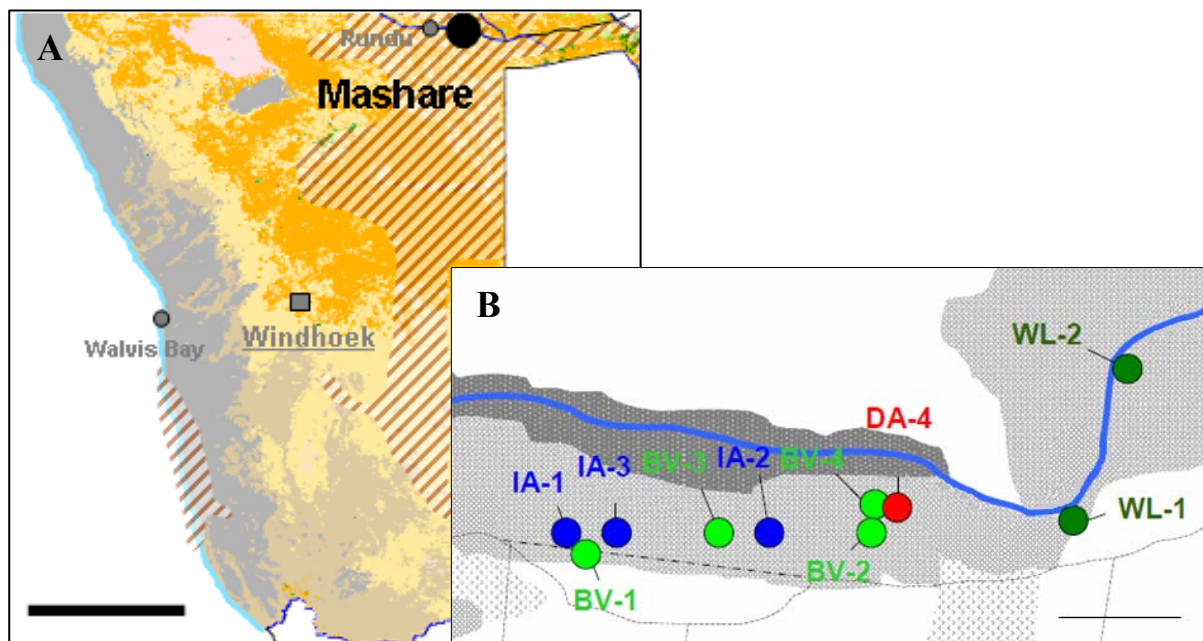 A
Rundu
Mashare
Walvis Bay
Windhoek
B
WL-2
DA-4
IA-3
BV-3
IA-2
BV-4
IA-1
WL-1
BV-2
BV-1